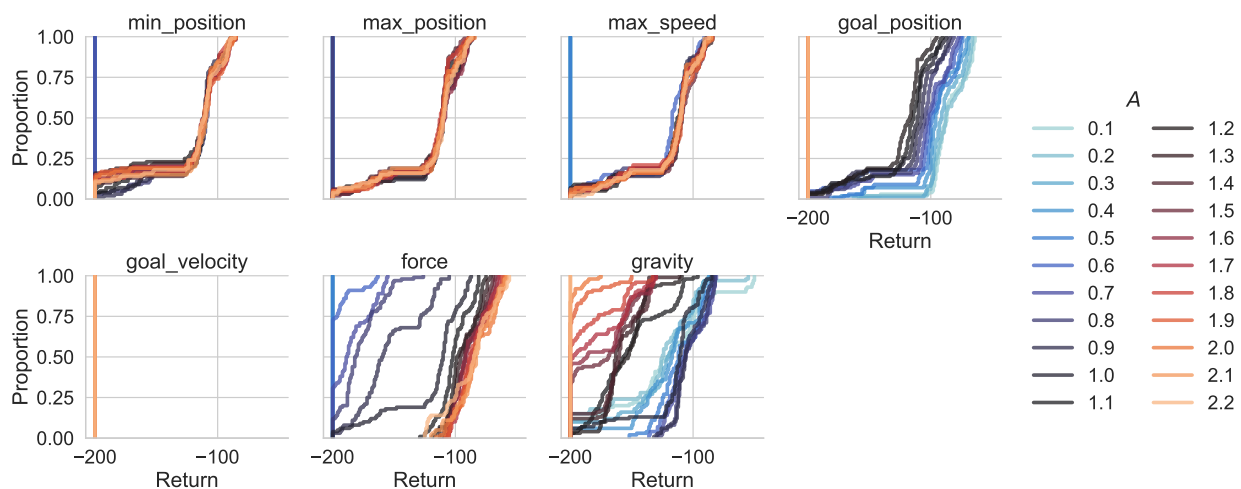 min_position
max_position
max_speed
goal_position
Proportion
1.00
0.75
0.50
0.25
0.00
−200
−100
Return
goal_velocity
force
gravity
Proportion
1.00
0.75
0.50
0.25
0.00
−200
−100
Return
−200
−100
Return
−200
−100
Return
A
0.1
0.2
0.3
0.4
0.5
0.6
0.7
0.8
0.9
1.0
1.1
1.2
1.3
1.4
1.5
1.6
1.7
1.8
1.9
2.0
2.1
2.2